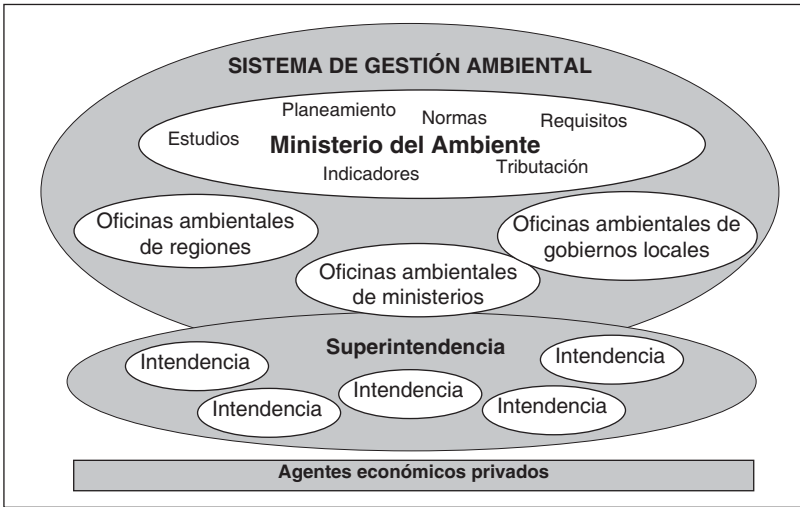 SISTEMA DE GESTIÓN AMBIENTAL
Planeamiento
Normas
Requisitos
Estudios
Ministerio del Ambiente
Indicadores
Tributación
Oficinas ambientales
de regiones
Oficinas ambientales de
gobiernos locales
Oficinas ambientales
de ministerios
Superintendencia
Intendencia
Intendencia
Intendencia
Intendencia
Intendencia
Agentes económicos privados